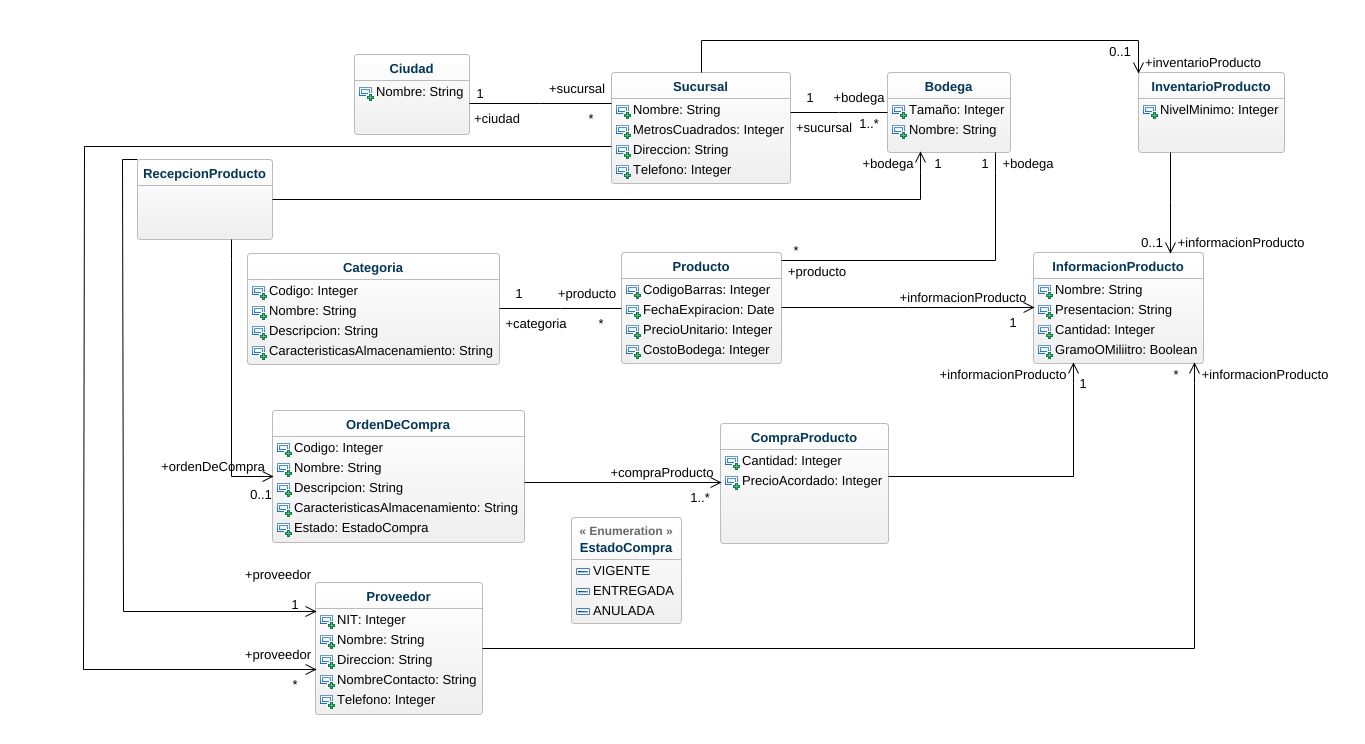 Ciudad
Nombre: String
1
+ciudad
+sucursal
*
Sucursal
Nombre: String
MetrosCuadrados: Integer
Direccion: String
Telefono: Integer
1
+sucursal
+bodega
1..*
Bodega
Tamaño: Integer
Nombre: String
0..1
+inventarioProducto
InventarioProducto
NivelMinimo: Integer
RecepcionProducto
+bodega
1
1
+bodega
*
+producto
0..1
+informacionProducto
Categoria
Codigo: Integer
Nombre: String
Descripcion: String
CaracteristicasAlmacenamiento: String
1
+categoria
+producto
*
Producto
CodigoBarras: Integer
FechaExpiracion: Date
PrecioUnitario: Integer
CostoBodega: Integer
+informacionProducto
1
InformacionProducto
Nombre: String
Presentacion: String
Cantidad: Integer
GramoOMiliitro: Boolean
+informacionProducto
1
*
+informacionProducto
+ordenDeCompra
0..1
OrdenDeCompra
Codigo: Integer
Nombre: String
Descripcion: String
CaracteristicasAlmacenamiento: String
Estado: EstadoCompra
+compraProducto
1..*
CompraProducto
Cantidad: Integer
PrecioAcordado: Integer
« Enumeration »
EstadoCompra
VIGENTE
ENTREGADA
ANULADA
+proveedor
1
+proveedor
*
Proveedor
NIT: Integer
Nombre: String
Direccion: String
NombreContacto: String
Telefono: Integer